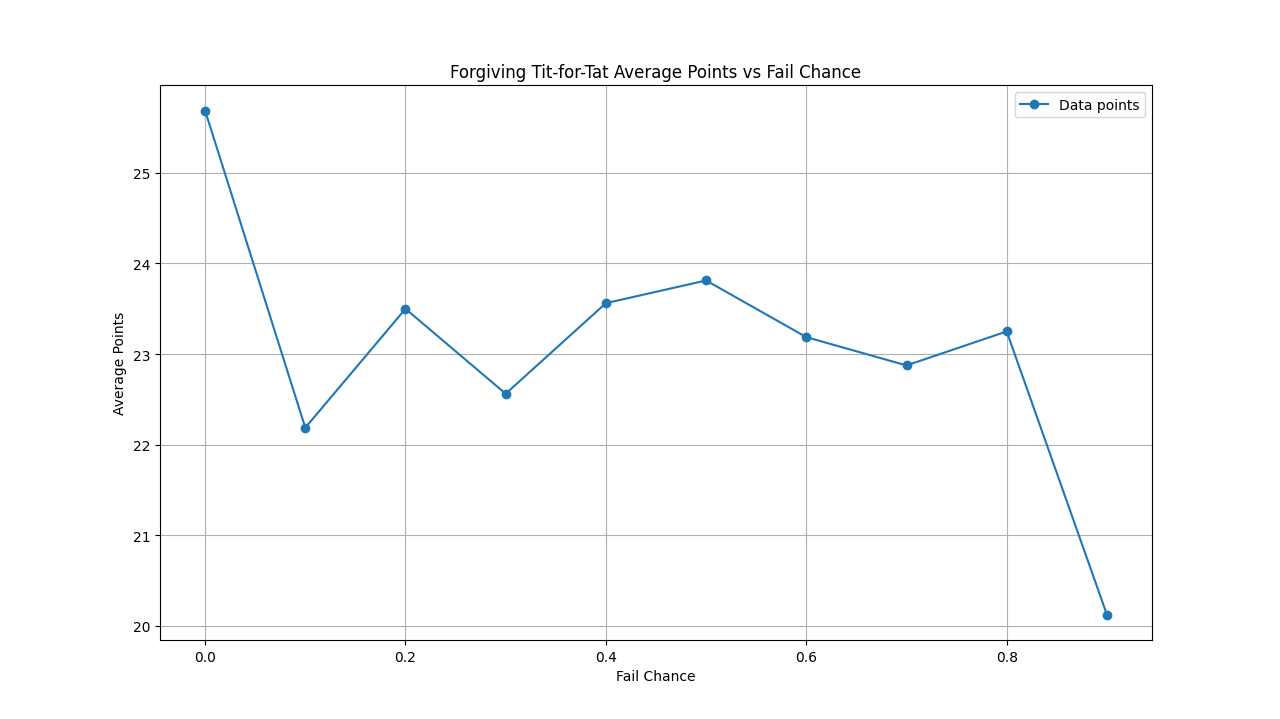 Forgiving Tit-for-Tat Average Points vs Fail Chance
Data points
25
24
23
22
21
20
Average Points
0.0 0.2 0.4 0.6 0.8
Fail Chance